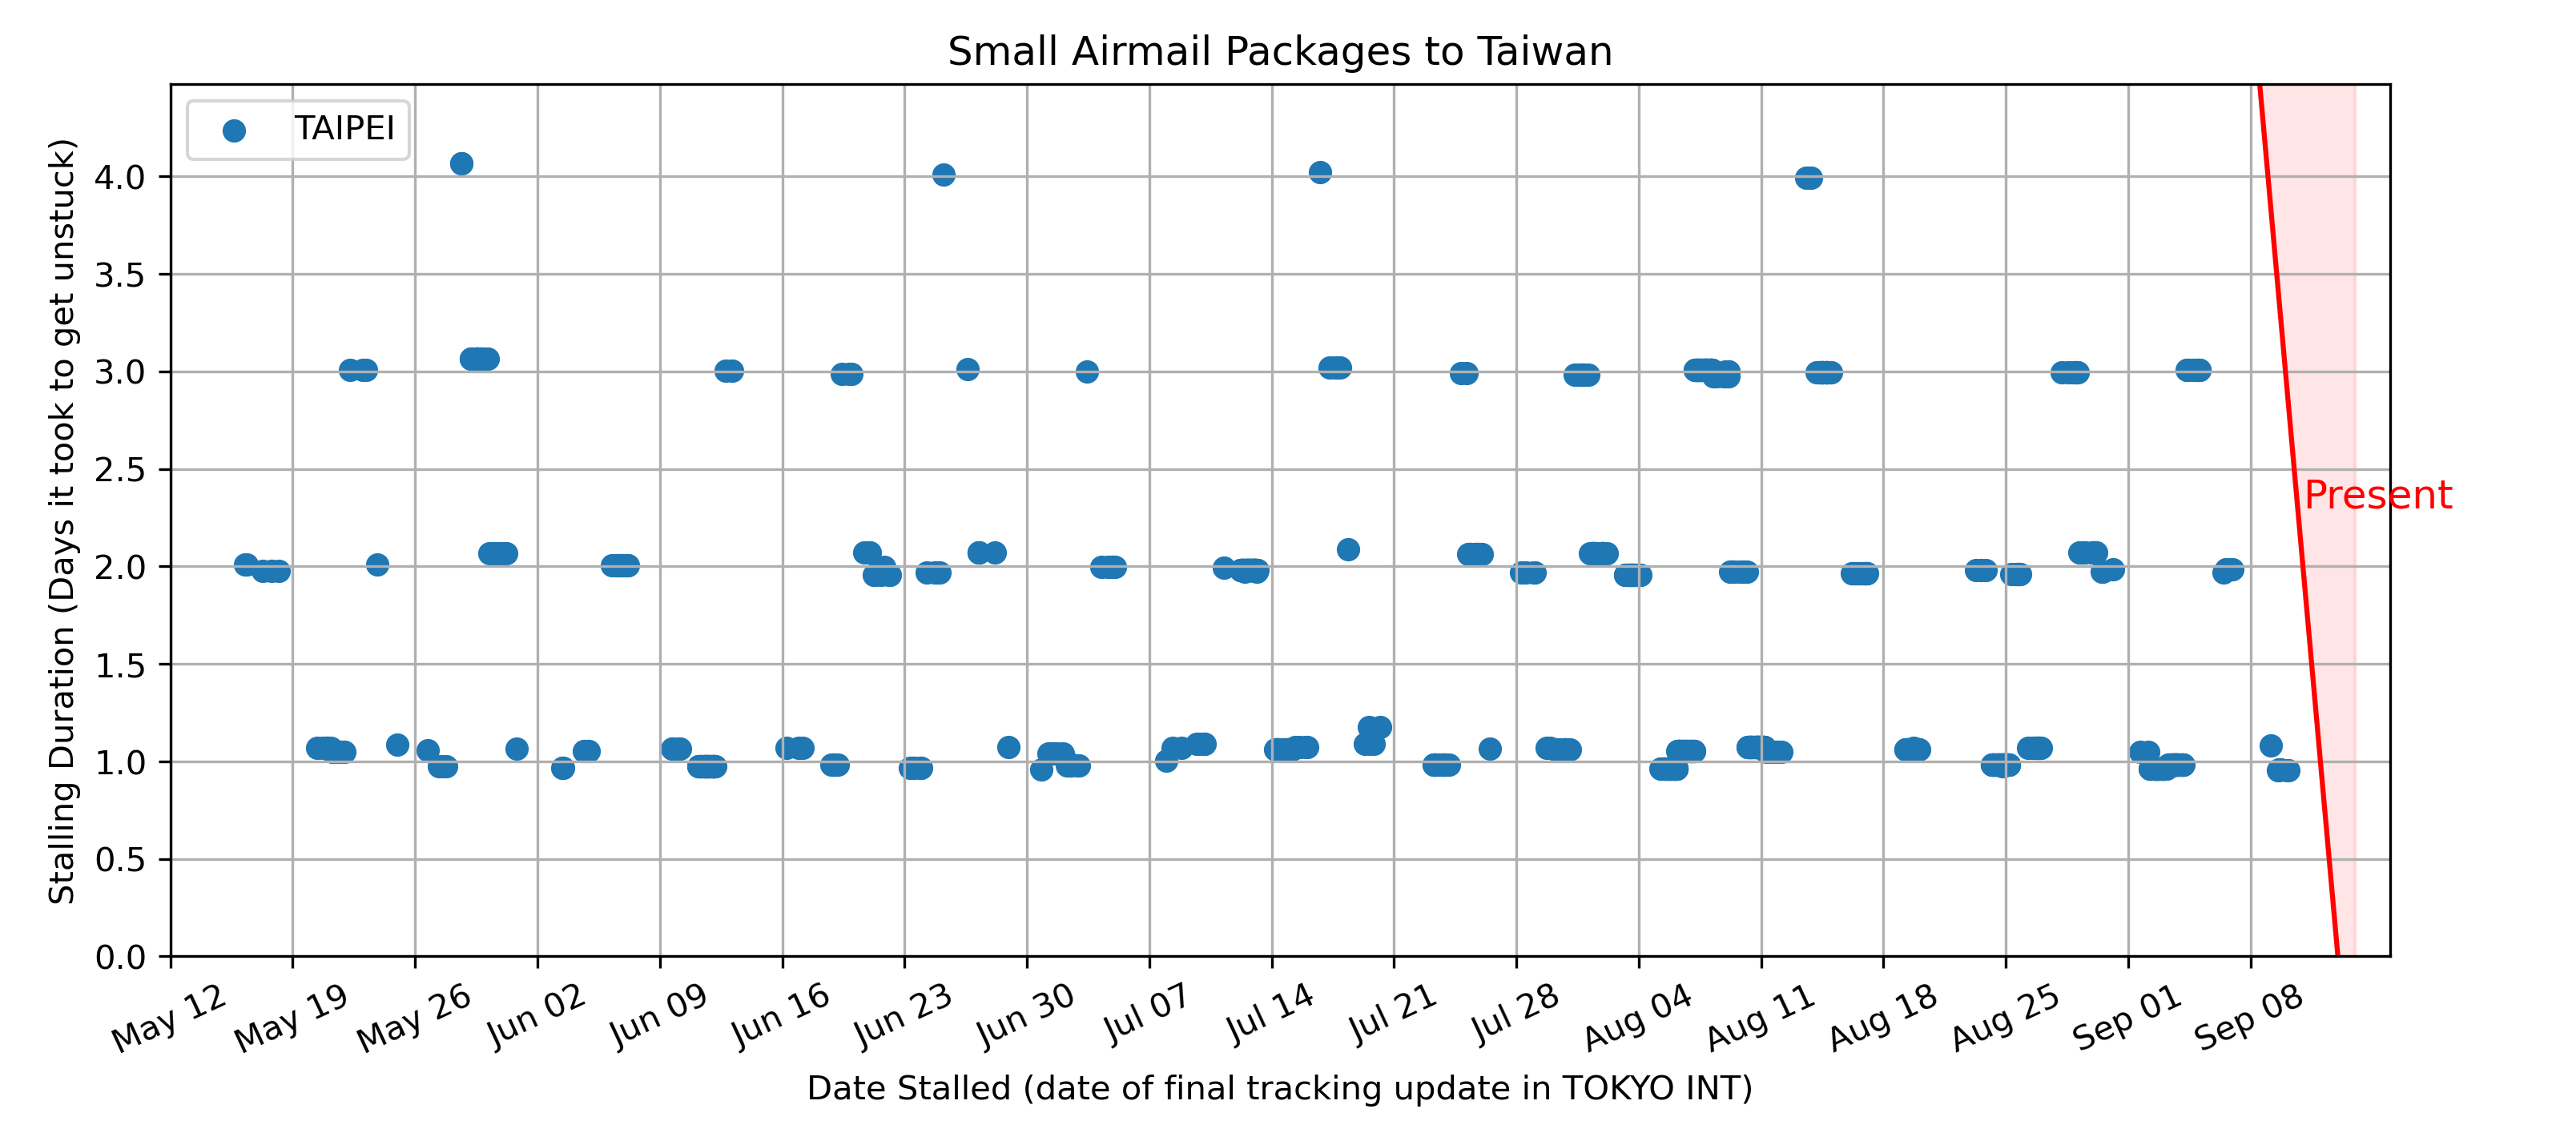 Small Airmail Packages to Taiwan
TAIPEI
Stalling Duration (Days it took to get unstuck)
4.0
3.5
3.0
2.5
2.0
1.5
1.0
0.5
0.0
Present
May 12
May 19
May 26
Jun 02
Jun 09
Jun 16
Jun 23
Jun 30
Jul 07
Jul 14
Jul 21
Jul 28
Aug 04
Aug 11
Aug 18
Aug 25
Sep 01
Sep 08
Date Stalled (date of final tracking update in TOKYO INT)